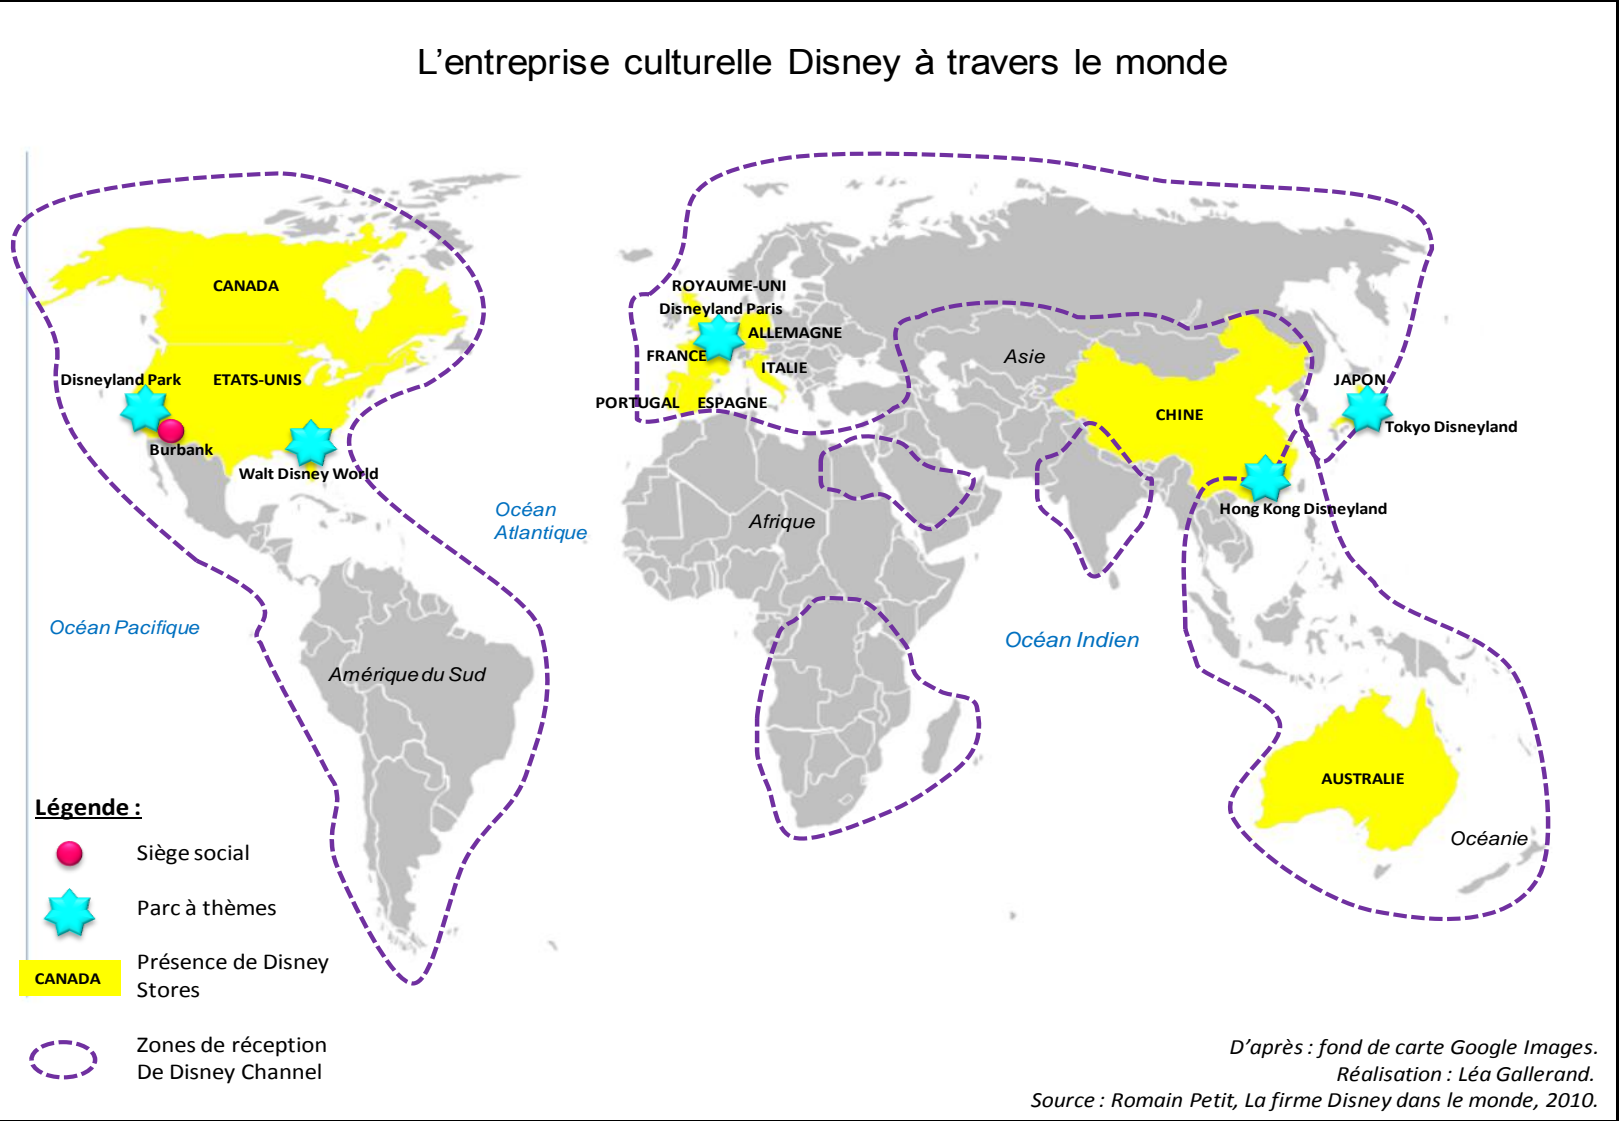 L'entreprise culturelle Disney à travers le monde
CANADA
ETATS-UNIS
Disneyland Park
Burbank
Walt Disney World
Océan
Atlantique
Océan Pacifique
Amérique du Sud
ROYAUME-UNI
Disneyland Paris
ALLEMAGNE
FRANCE
ITALIE
PORTUGAL
ESPAGNE
Asie
CHINE
JAPON
Tokyo Disneyland
Hong Kong Disneyland
Afrique
Océan Indien
AUSTRALIE
Océanie
Légende :
Siège social
Parc à thèmes
CANADA
Présence de Disney
Stores
Zones de réception
De Disney Channel
D'après : fond de carte Google Images.
Réalisation : Léa Gallerand.
Source : Romain Petit, La firme Disney dans le monde, 2010.